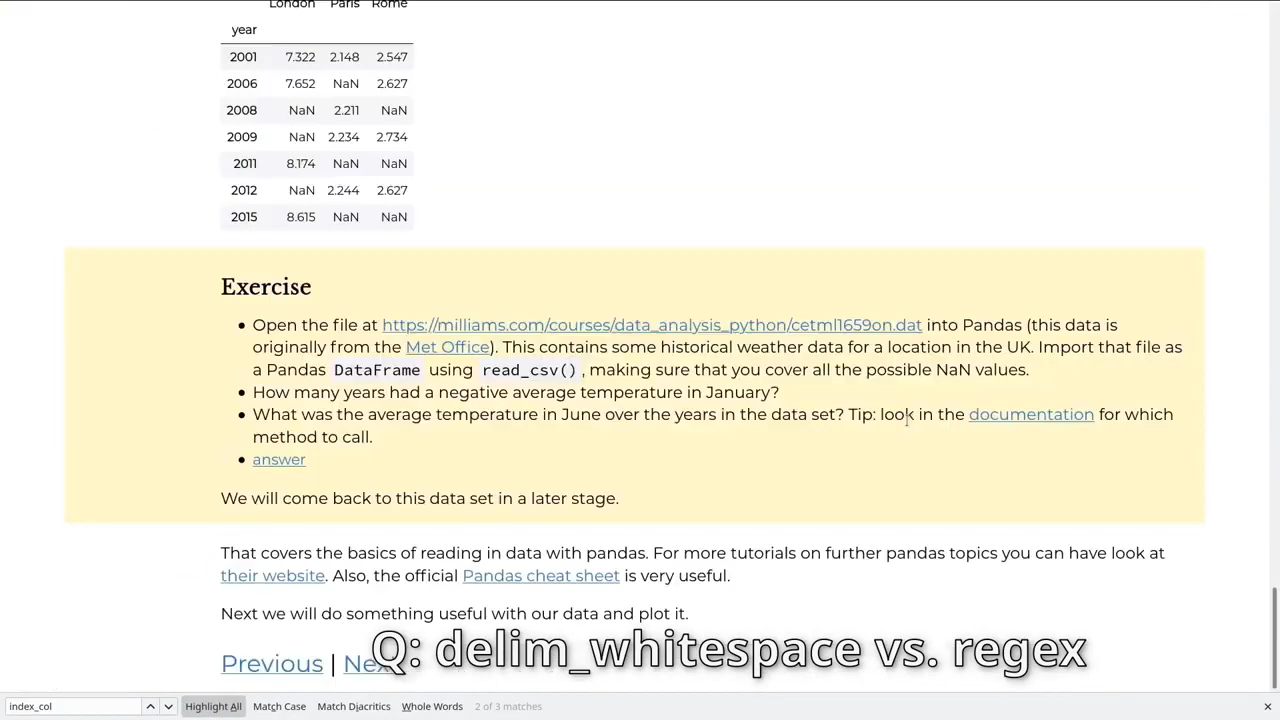 London Paris Rome
year
2001 7.322 2.148 2.547
2006 7.652 NaN 2.627
2008 NaN 2.211 NaN
2009 NaN 2.234 2.734
2011 8.174 NaN NaN
2012 NaN 2.244 2.627
2015 8.615 NaN NaN
Exercise
• Open the file at https://milliams.com/courses/data_analysis_python/cetml1659on.dat into Pandas (this data is
originally from the Met Office). This contains some historical weather data for a location in the UK. Import that file as
a Pandas DataFrame using read_csv(), making sure that you cover all the possible NaN values.
• How many years had a negative average temperature in January?
• What was the average temperature in June over the years in the data set? Tip: look in the documentation for which
method to call.
• answer
We will come back to this data set in a later stage.
That covers the basics of reading in data with pandas. For more tutorials on further pandas topics you can have look at
their website. Also, the official Pandas cheat sheet is very useful.
Next we will do something useful with our data and plot it.
Previous | Next
Q: delim_whitespace vs. regex
index_col Highlight All Match Case Match Diacritics Whole Words 2 of 3 matches